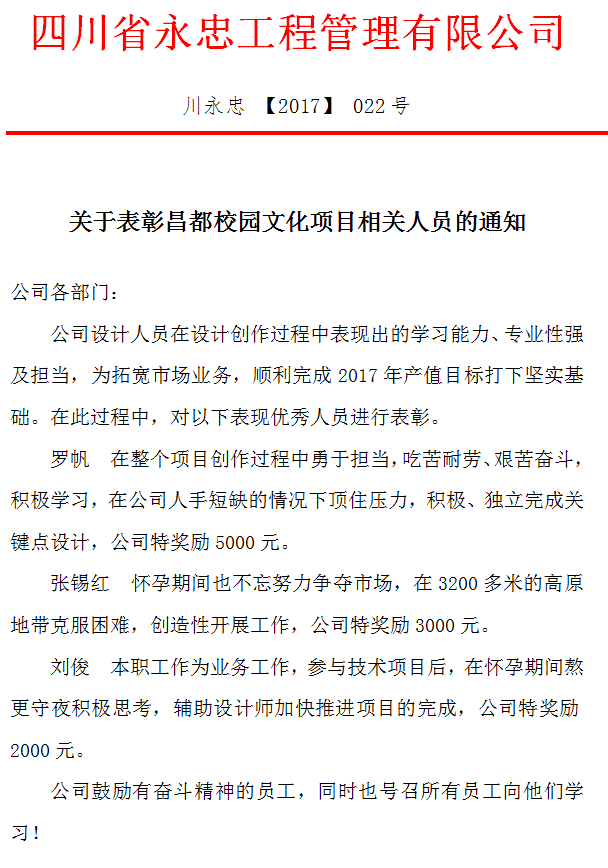 四川省永忠工程管理有限公司
川永忠 【2017】 022 号
关于表彰昌都校园文化项目相关人员的通知
公司各部门：
公司设计人员在设计创作过程中表现出的学习能力、专业性强
及担当，为拓宽市场业务，顺利完成 2017 年产值目标打下坚实基
础。在此过程中，对以下表现优秀人员进行表彰。
罗帆 在整个项目创作过程中勇于担当，吃苦耐劳、艰苦奋斗，
积极学习，在公司人手短缺的情况下顶住压力，积极、独立完成关
键点设计，公司特奖励 5000 元。
张锡红 怀孕期间也不忘努力争夺市场，在 3200 多米的高原
地带克服困难，创造性开展工作，公司特奖励 3000 元。
刘俊 本职工作为业务工作，参与技术项目后，在怀孕期间熬
更守夜积极思考，辅助设计师加快推进项目的完成，公司特奖励
2000 元。
公司鼓励有奋斗精神的员工，同时也号召所有员工向他们学
习！